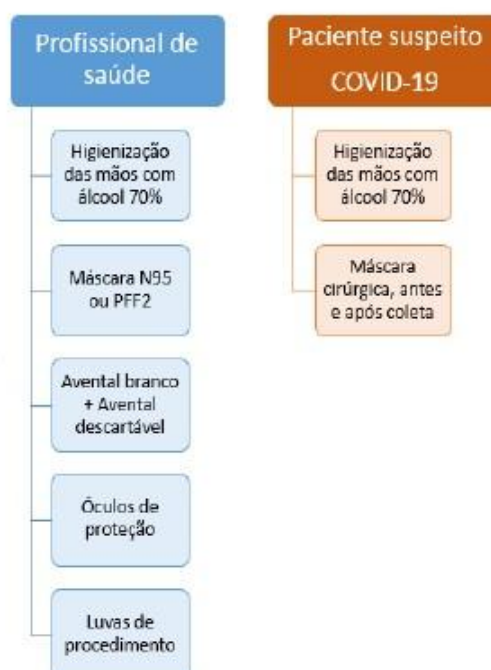 Profissional de
saúde
Higienização
das mãos com
álcool 70%
Máscara N95
ou PFF2
Avental branco
+ Avental
descartável
Óculos de
proteção
Luvas de
procedimento
Paciente suspeito
COVID-19
Higienização
das mãos com
álcool 70%
Máscara
cirúrgica, antes
e após coleta